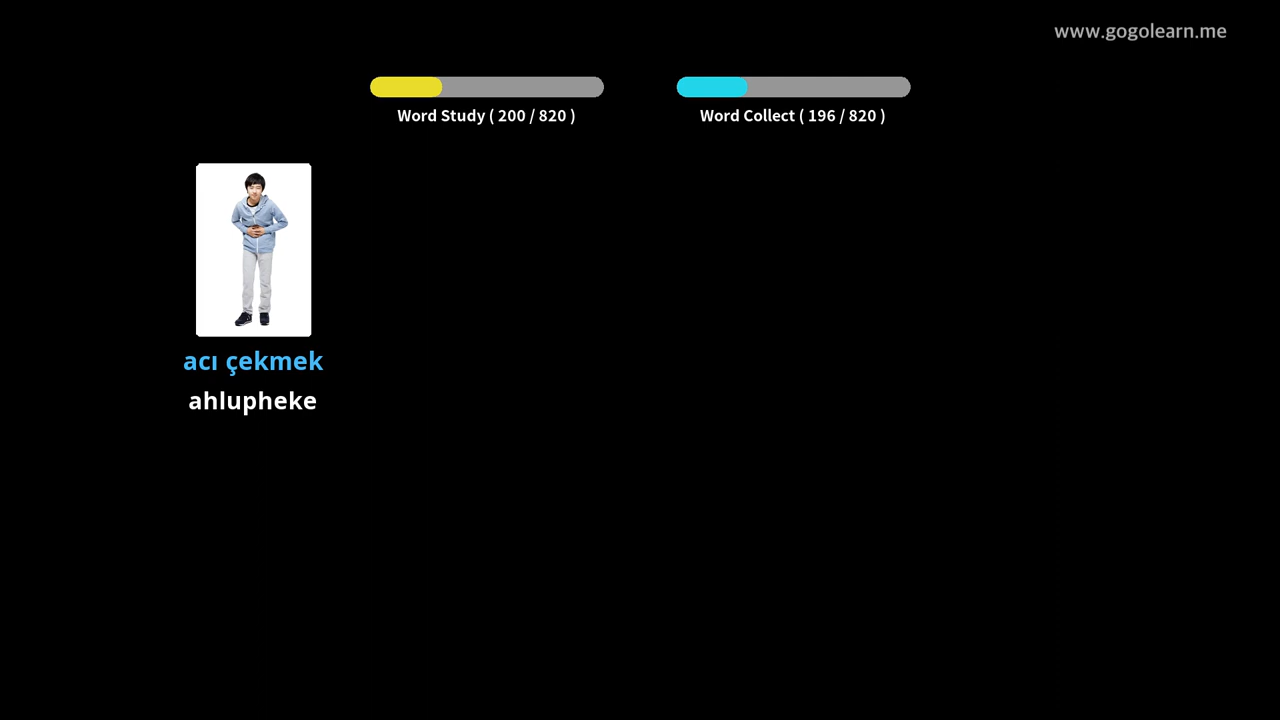 www.gogolearn.me
Word Study ( 200 / 820 )
Word Collect ( 196 / 820 )
acı çekmek
ahlupheke